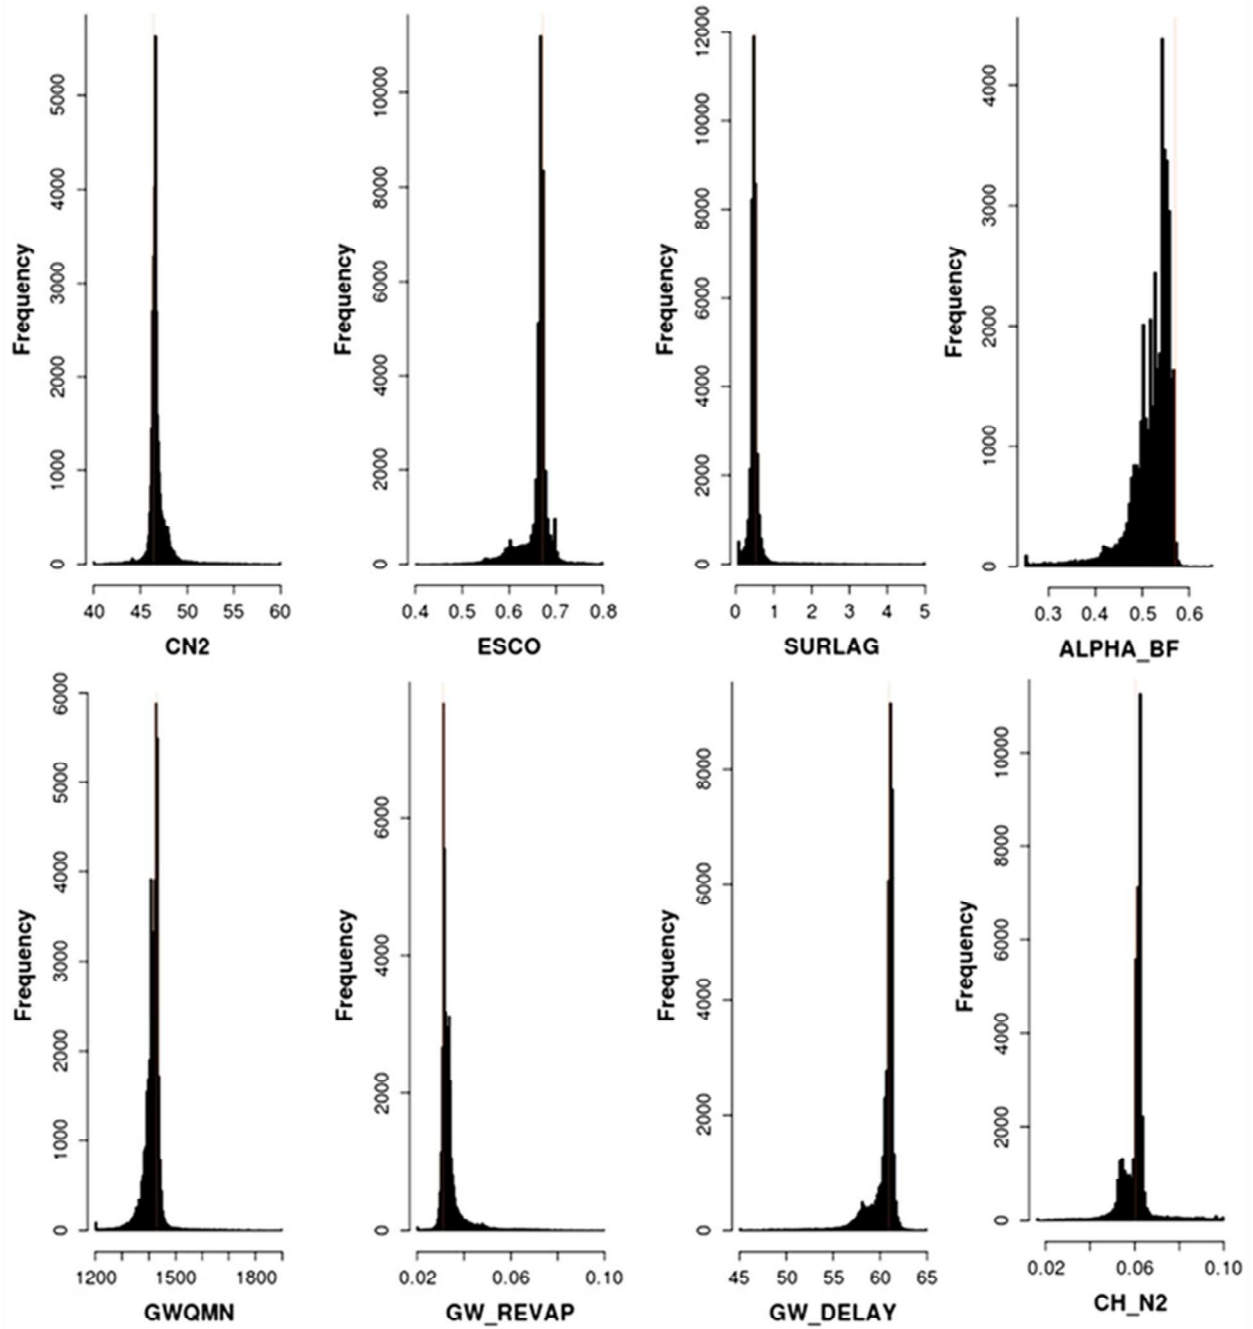 Frequency
0 1000 2000 3000 4000 5000
40 45 50 55 60
CN2
Frequency
0 2000 4000 6000 8000 10000
0.4 0.5 0.6 0.7 0.8
ESCO
Frequency
0 2000 4000 6000 8000 10000 12000
0 1 2 3 4 5
SURLAG
Frequency
0 1000 2000 3000 4000
0.3 0.4 0.5 0.6
ALPHA_BF
Frequency
0 1000 2000 3000 4000 5000 6000
1200 1500 1800
GWQMN
Frequency
0 2000 4000 6000
0.02 0.06 0.10
GW_REVAP
Frequency
0 2000 4000 6000 8000
45 50 55 60 65
GW_DELAY
Frequency
0 2000 4000 6000 8000 10000
0.02 0.06 0.10
CH_N2